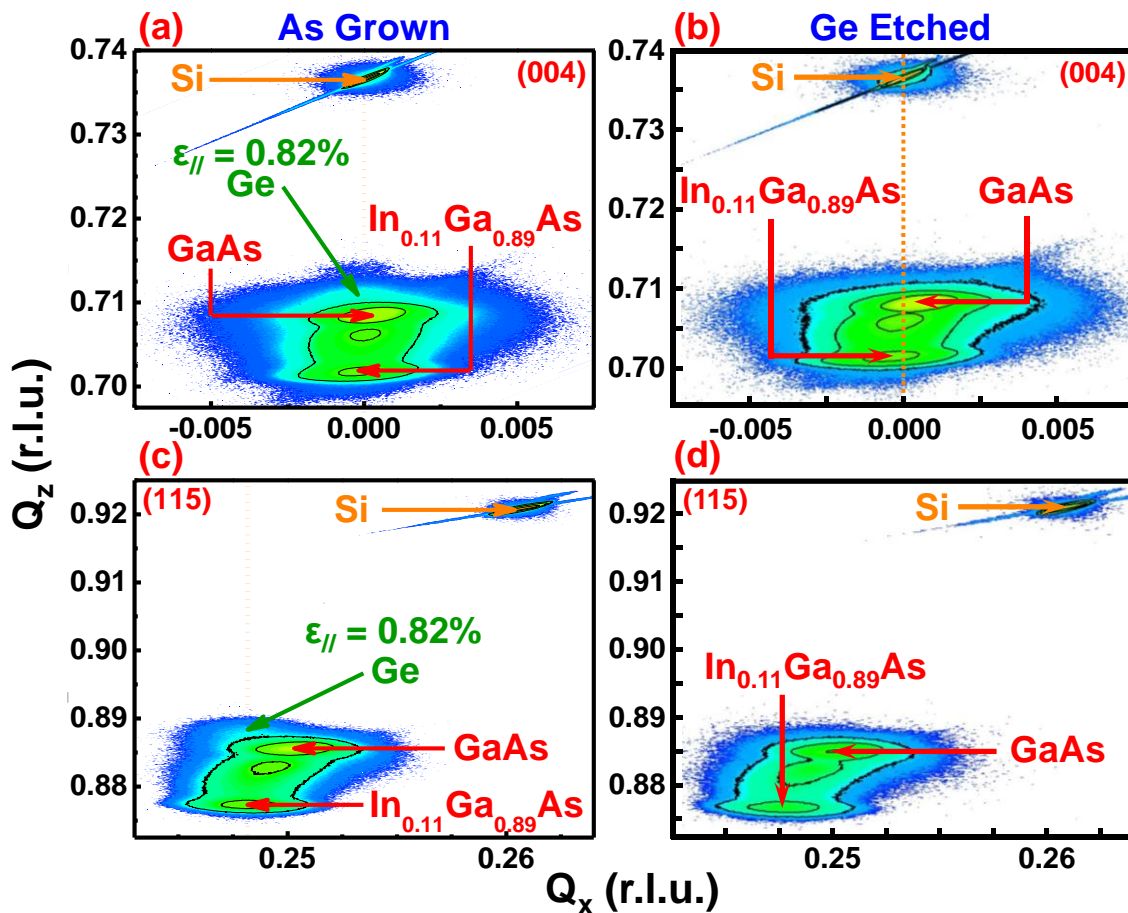 (a) As Grown
(b) Ge Etched
0.74
0.73
0.72
0.71
0.70
Si
(004)
ε// = 0.82%
Ge
In0.11Ga0.89As
GaAs
-0.005 0.000 0.005
Si
(004)
In0.11Ga0.89As
GaAs
0.74
0.73
0.72
0.71
0.70
-0.005 0.000 0.005
Qz (r.l.u.)
(c)
(115)
Si
0.92
0.91
0.90
0.89
0.88
ε// = 0.82%
Ge
GaAs
In0.11Ga0.89As
0.25 0.26
(d)
(115)
Si
0.92
0.91
0.90
0.89
0.88
In0.11Ga0.89As
GaAs
0.25 0.26
Qx (r.l.u.)